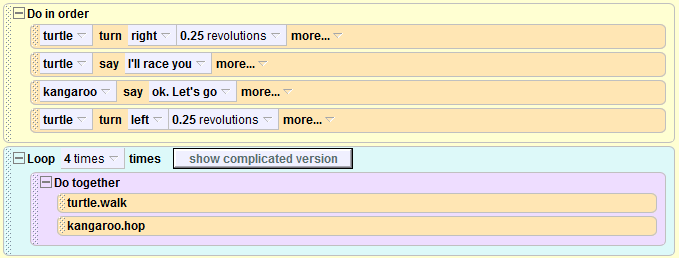 Do in order
turtle turn right 0.25 revolutions more...
turtle say I'll race you more...
kangaroo say ok. Let's go more...
turtle turn left 0.25 revolutions more...
Loop 4 times times show complicated version
Do together
turtle.walk
kangaroo.hop